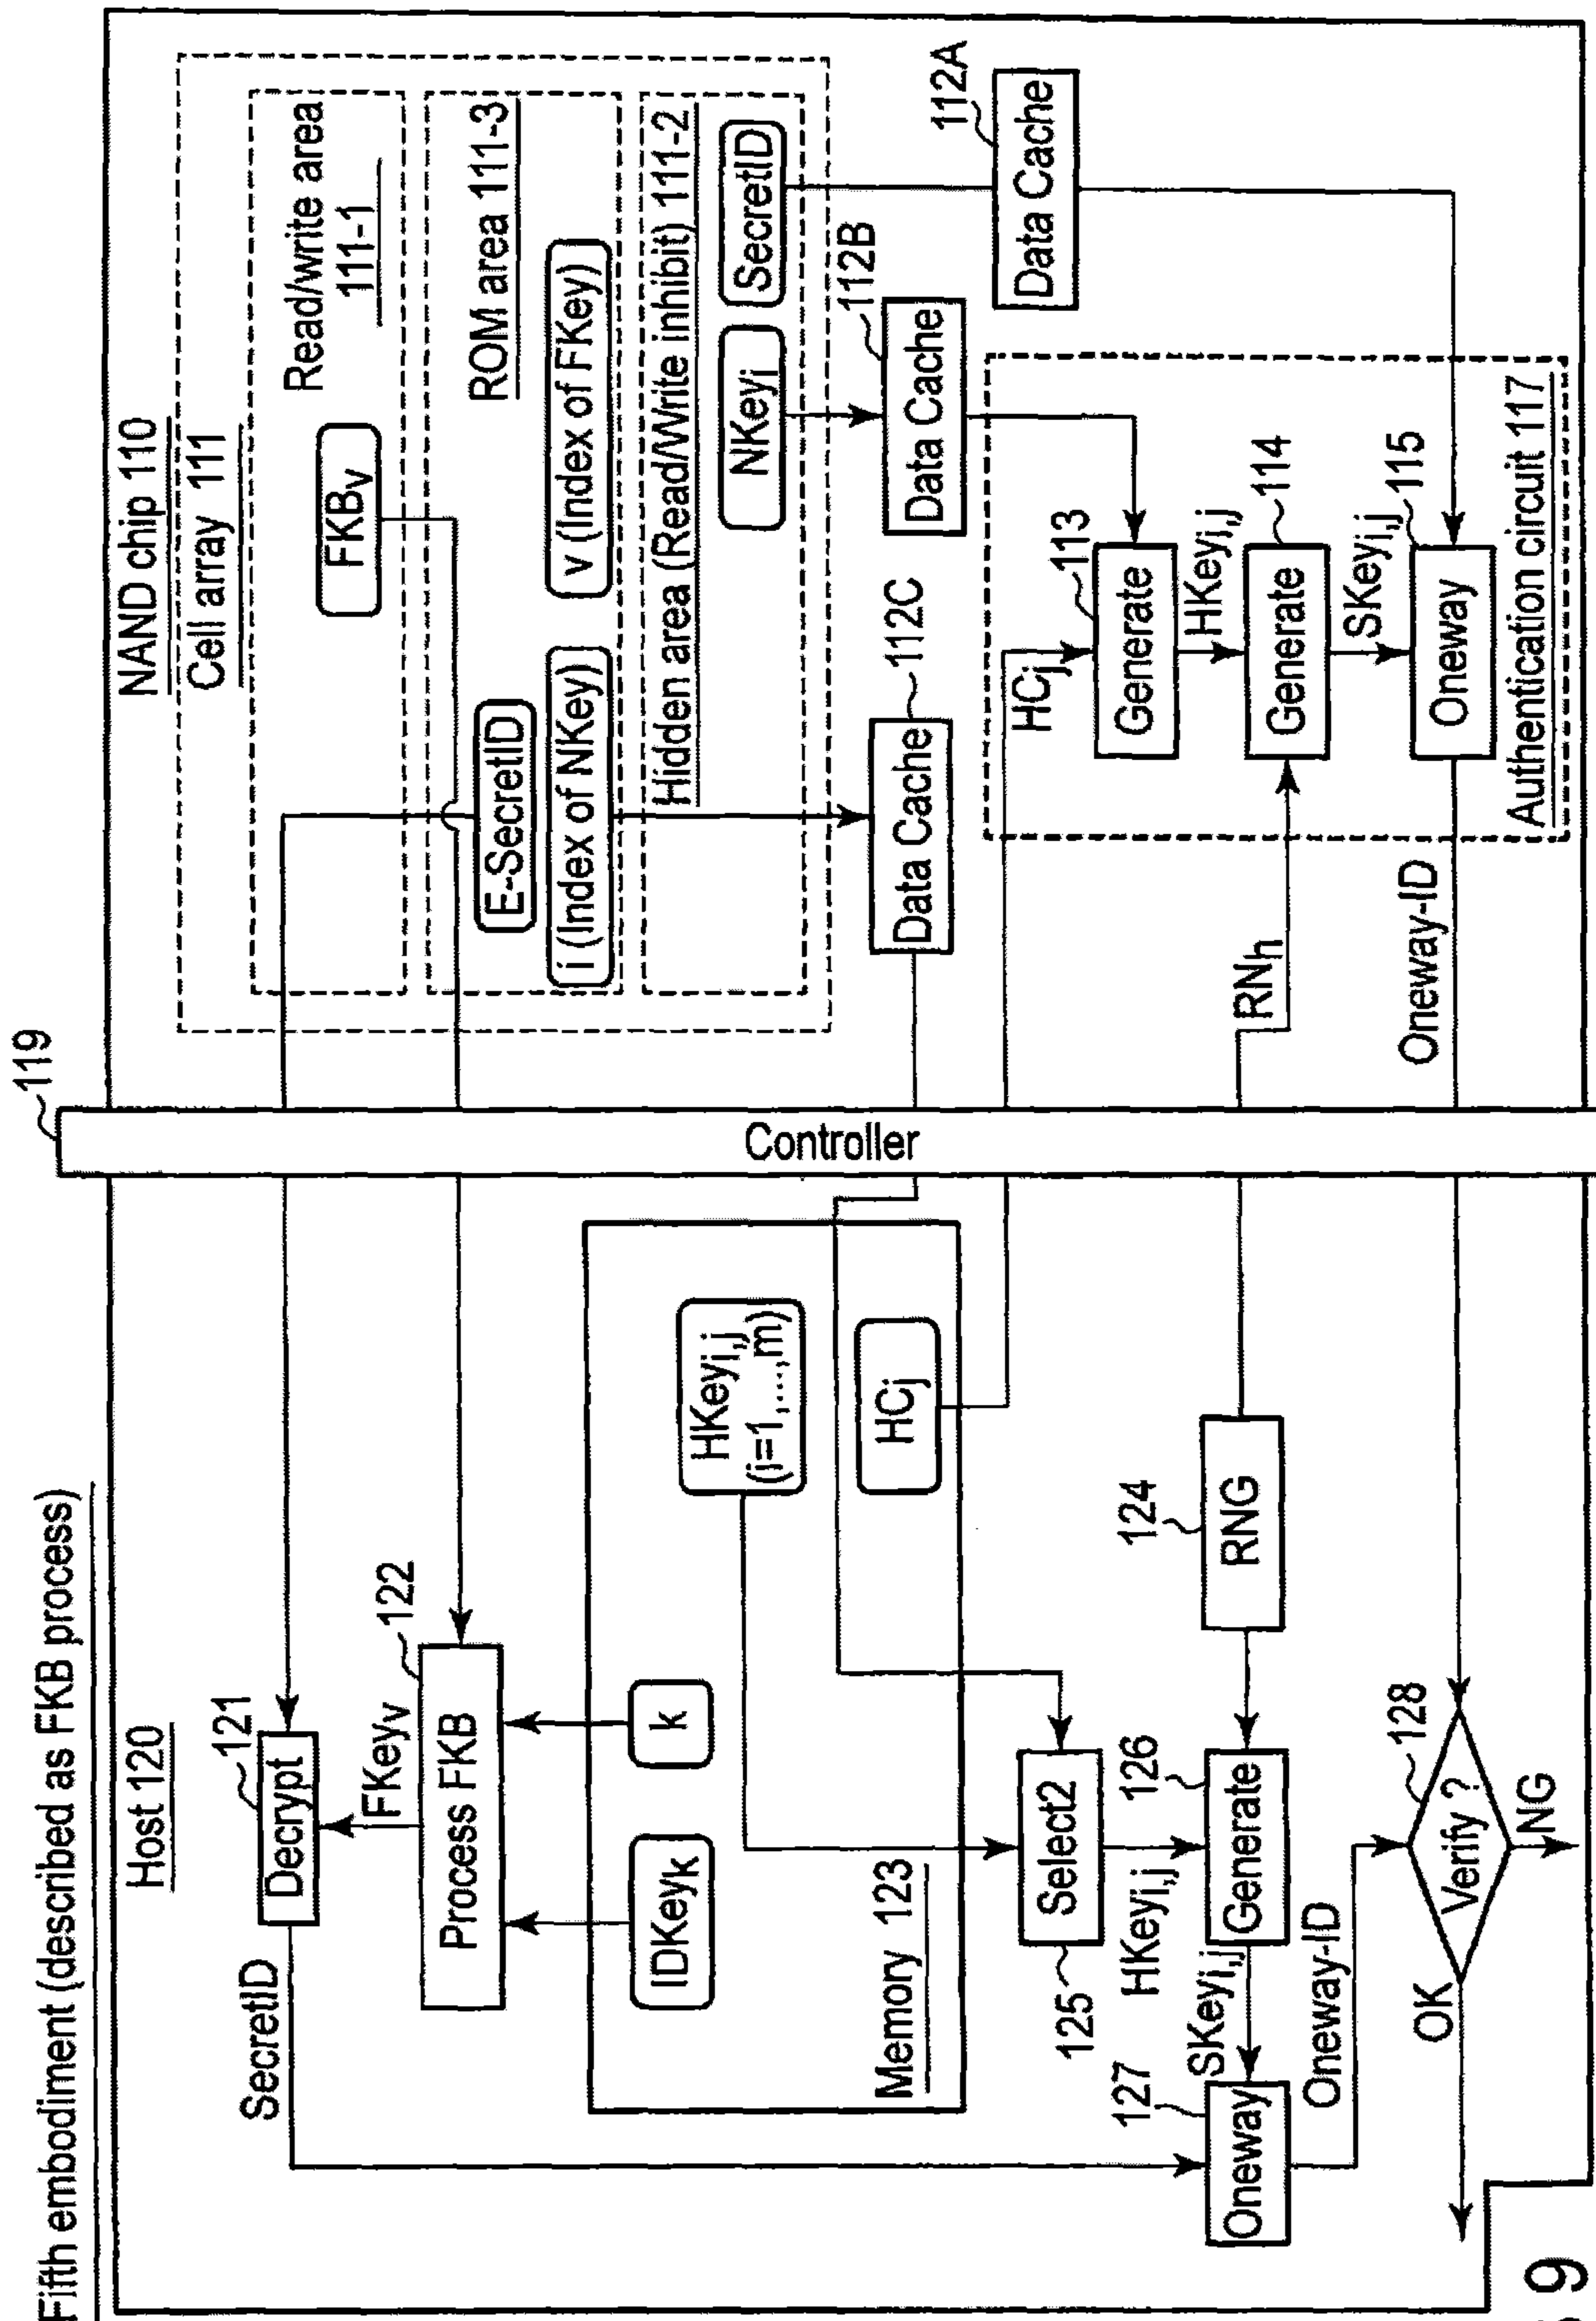 Fifth embodiment (described as FKB process)
Host 120
121
Decrypt
SecretID
FKeyv
122
Process FKB
IDKeyk
k
HKeyi,j
(i=1,....,m)
HCj
Memory 123
Select2
125
HKeyi,j
124
RNG
126
Generate
SKeyi,j
127
Oneway
Oneway-ID
128
Verify ?
OK
NG
119
Controller
NAND chip 110
Cell array 111
Read/write area
111-1
FKBv
ROM area 111-3
E-SecretID
i (Index of NKey)
v (Index of FKey)
Hidden area (Read/Write inhibit) 111-2
NKeyi
SecretID
112C
Data Cache
112B
Data Cache
112A
Data Cache
HCj
113
Generate
HKeyi,j
RNh
114
Generate
SKeyi,j
115
Oneway
Oneway-ID
Authentication circuit 117
9